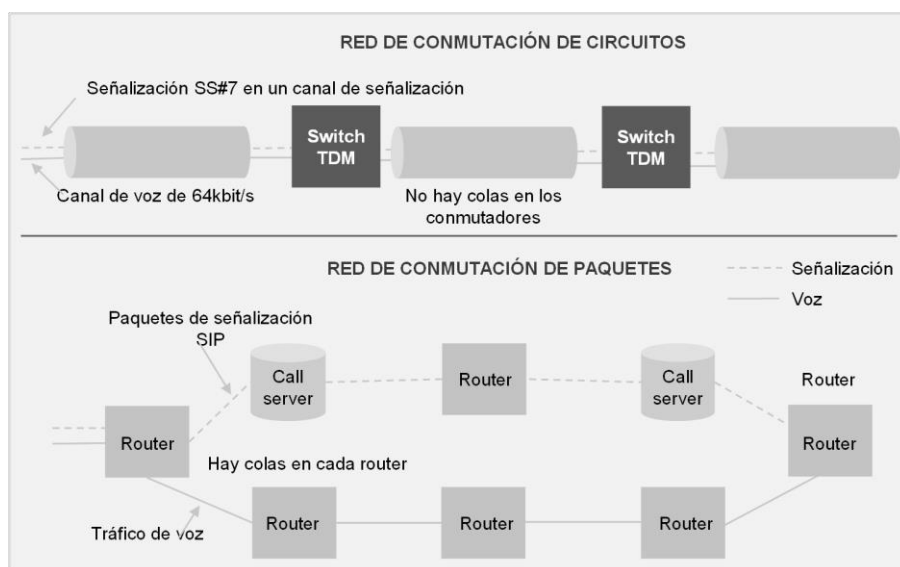 RED DE CONMUTACIÓN DE CIRCUITOS
Señalización SS#7 en un canal de señalización
Switch
TDM
Switch
TDM
Canal de voz de 64kbit/s
No hay colas en los
conmutadores
RED DE CONMUTACIÓN DE PAQUETES
Señalización
Voz
Paquetes de señalización
SIP
Call
server
Router
Call
server
Router
Router
Router
Hay colas en cada router
Tráfico de voz
Router
Router
Router